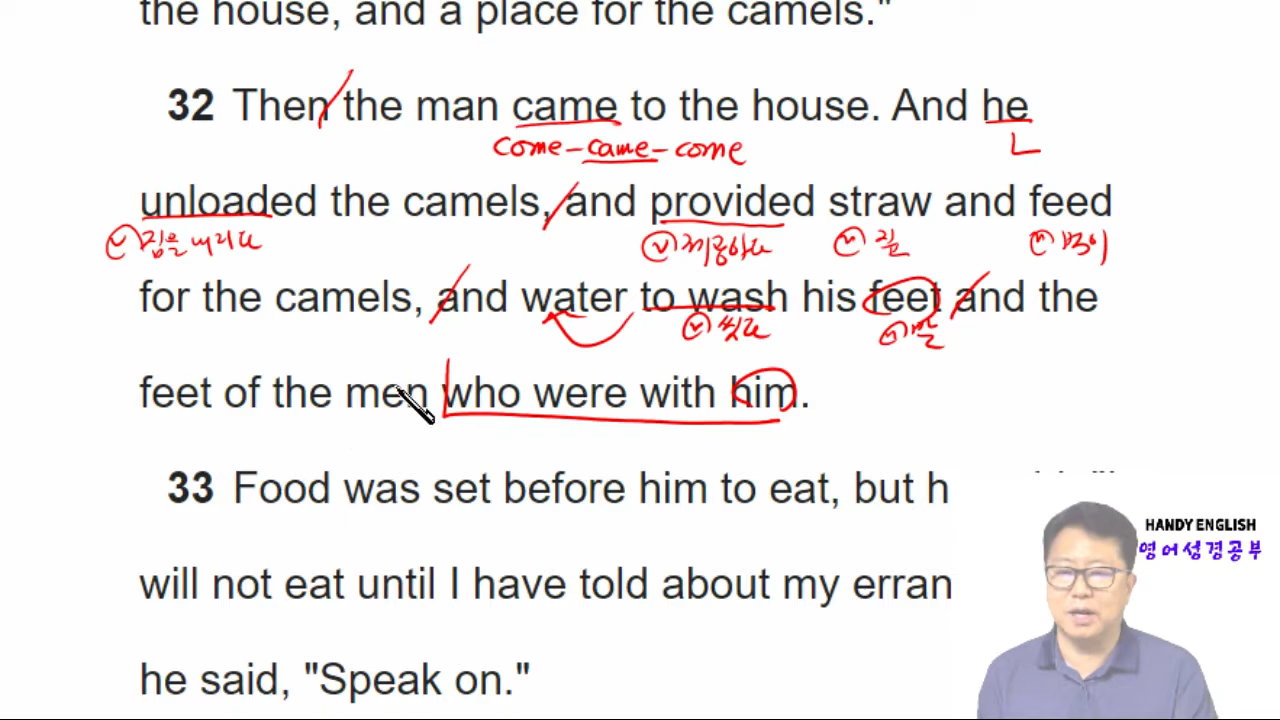 the house, and a place for the camels."
32 Then the man came to the house. And he
come-came-come
unloaded the camels, and provided straw and feed
ⓥ짐을 내리다 ⓥ제공하다 ⓝ짚 ⓝ먹이
for the camels, and water to wash his feet and the
ⓥ씻다 ⓝ발
feet of the men who were with him.
33 Food was set before him to eat, but h
HANDY ENGLISH
영어성경공부
will not eat until I have told about my erran
he said, "Speak on."